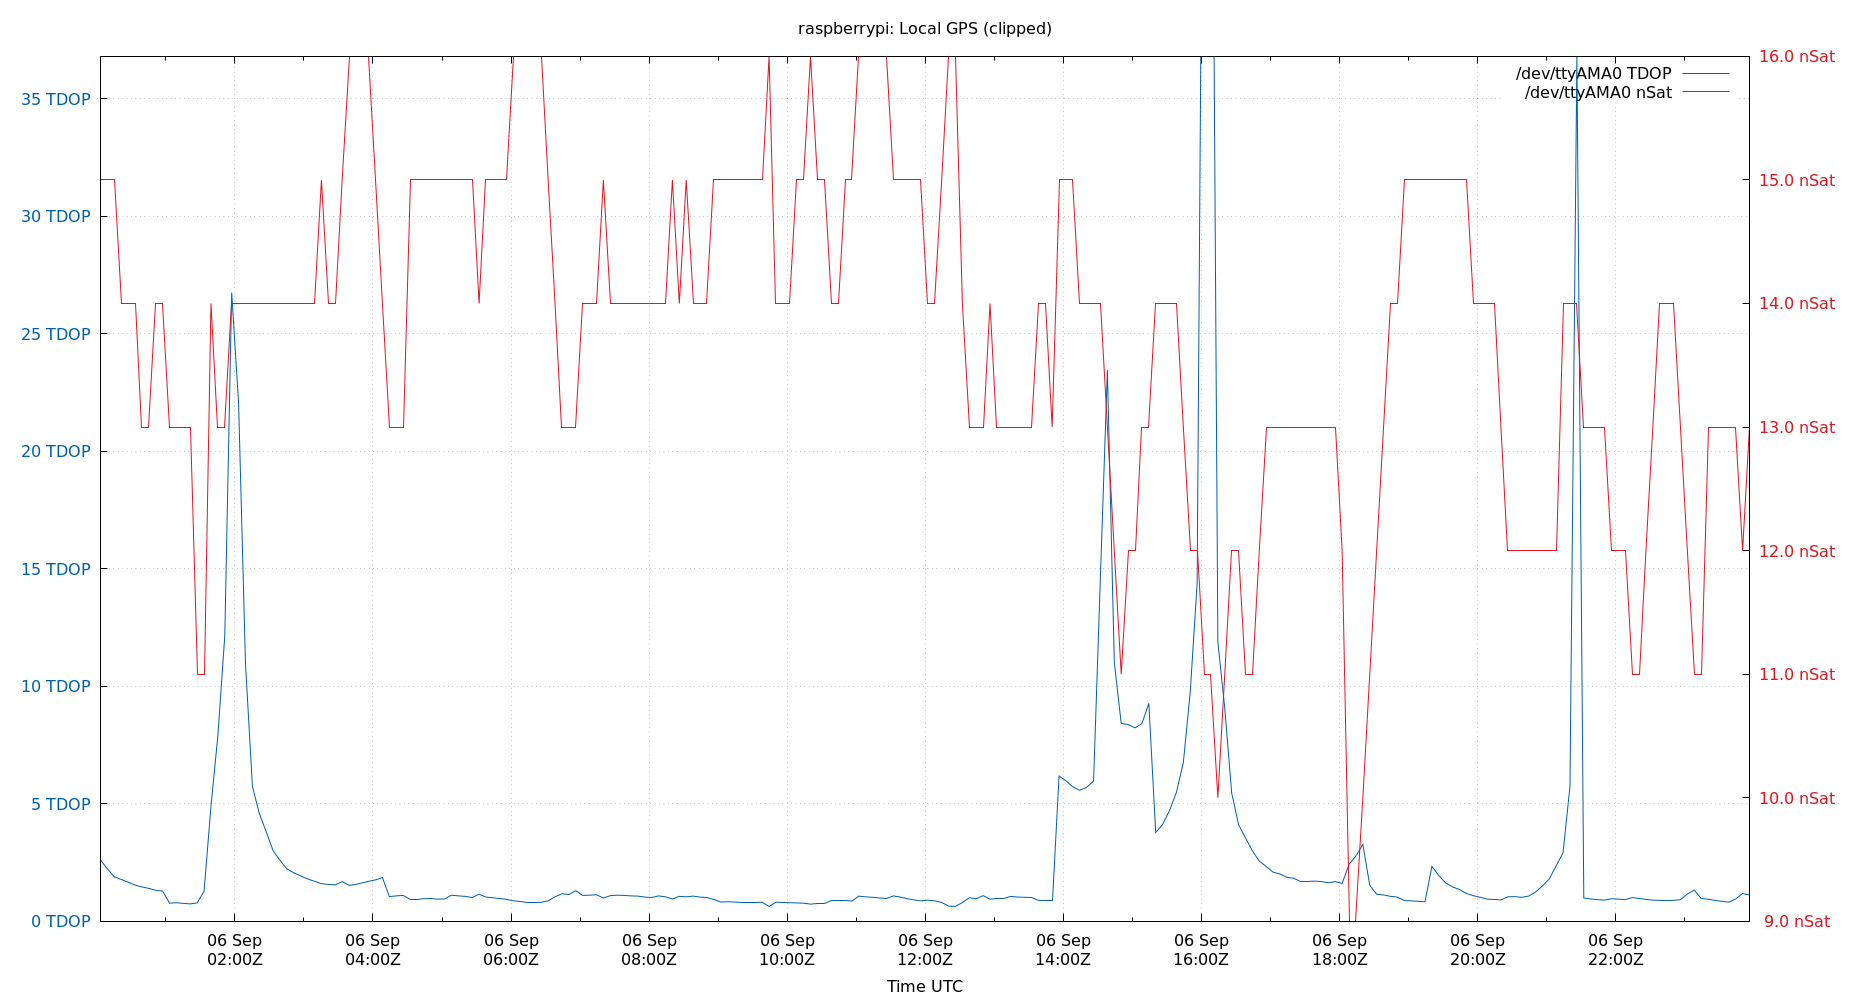 raspberrypi: Local GPS (clipped)
/dev/ttyAMA0 TDOP
/dev/ttyAMA0 nSat
35 TDOP
30 TDOP
25 TDOP
20 TDOP
15 TDOP
10 TDOP
5 TDOP
0 TDOP
16.0 nSat
15.0 nSat
14.0 nSat
13.0 nSat
12.0 nSat
11.0 nSat
10.0 nSat
9.0 nSat
06 Sep
02:00Z
06 Sep
04:00Z
06 Sep
06:00Z
06 Sep
08:00Z
06 Sep
10:00Z
06 Sep
12:00Z
06 Sep
14:00Z
06 Sep
16:00Z
06 Sep
18:00Z
06 Sep
20:00Z
06 Sep
22:00Z
Time UTC